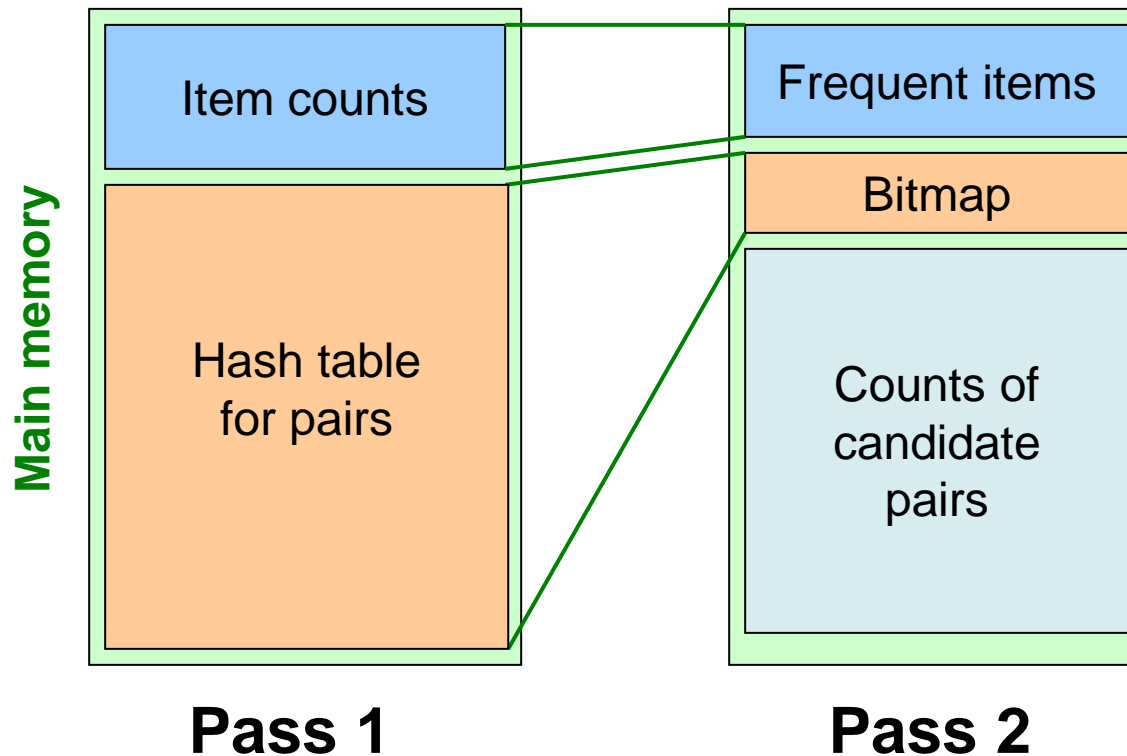 Main memory
Item counts
Hash table
for pairs
Pass 1
Frequent items
Bitmap
Counts of
candidate
pairs
Pass 2